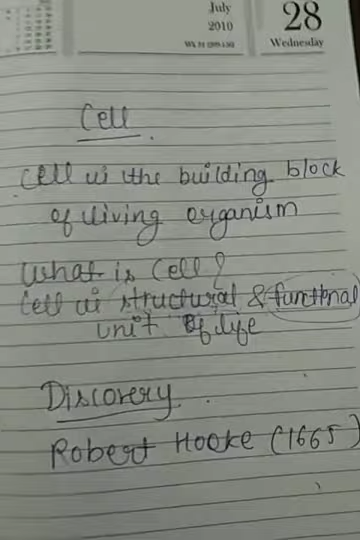 July
2010
28
Wednesday
Cell
Cell is the building block
of living organism
What is Cell?
Cell is structural & functional
unit of life
Discovery
Robert Hooke (1665)